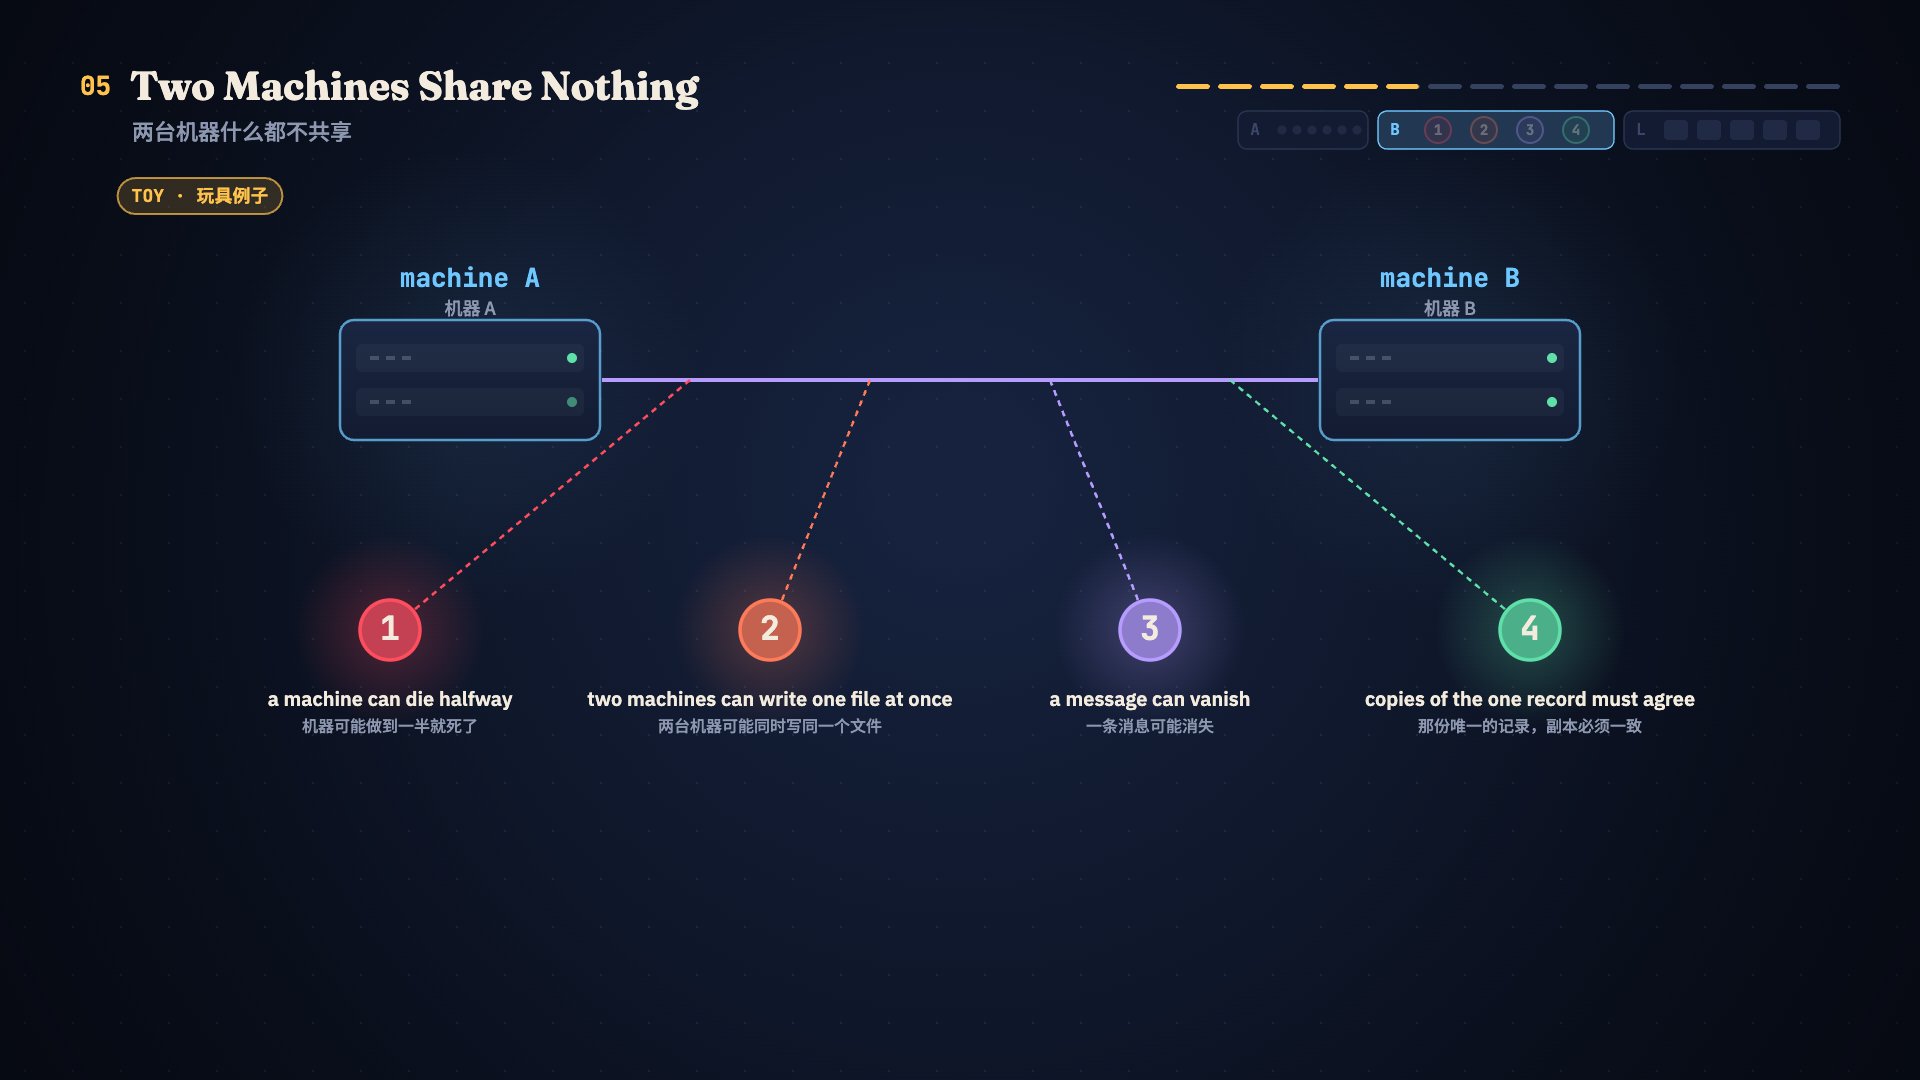 05 Two Machines Share Nothing
两台机器什么都不共享
A
B 1 2 3 4
L
TOY · 玩具例子
machine A
机器 A
machine B
机器 B
1
2
3
4
a machine can die halfway
机器可能做到一半就死了
two machines can write one file at once
两台机器可能同时写同一个文件
a message can vanish
一条消息可能消失
copies of the one record must agree
那份唯一的记录，副本必须一致